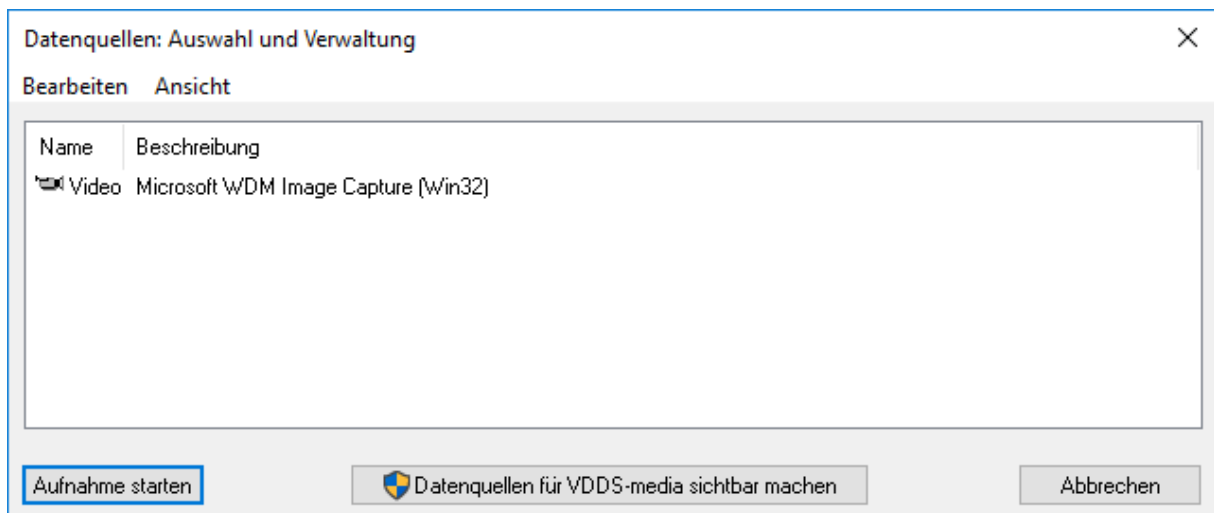 Datenquellen: Auswahl und Verwaltung
Bearbeiten Ansicht
Name Beschreibung
Video Microsoft WDM Image Capture (Win32)
Aufnahme starten Datenquellen für VDDS-media sichtbar machen Abbrechen